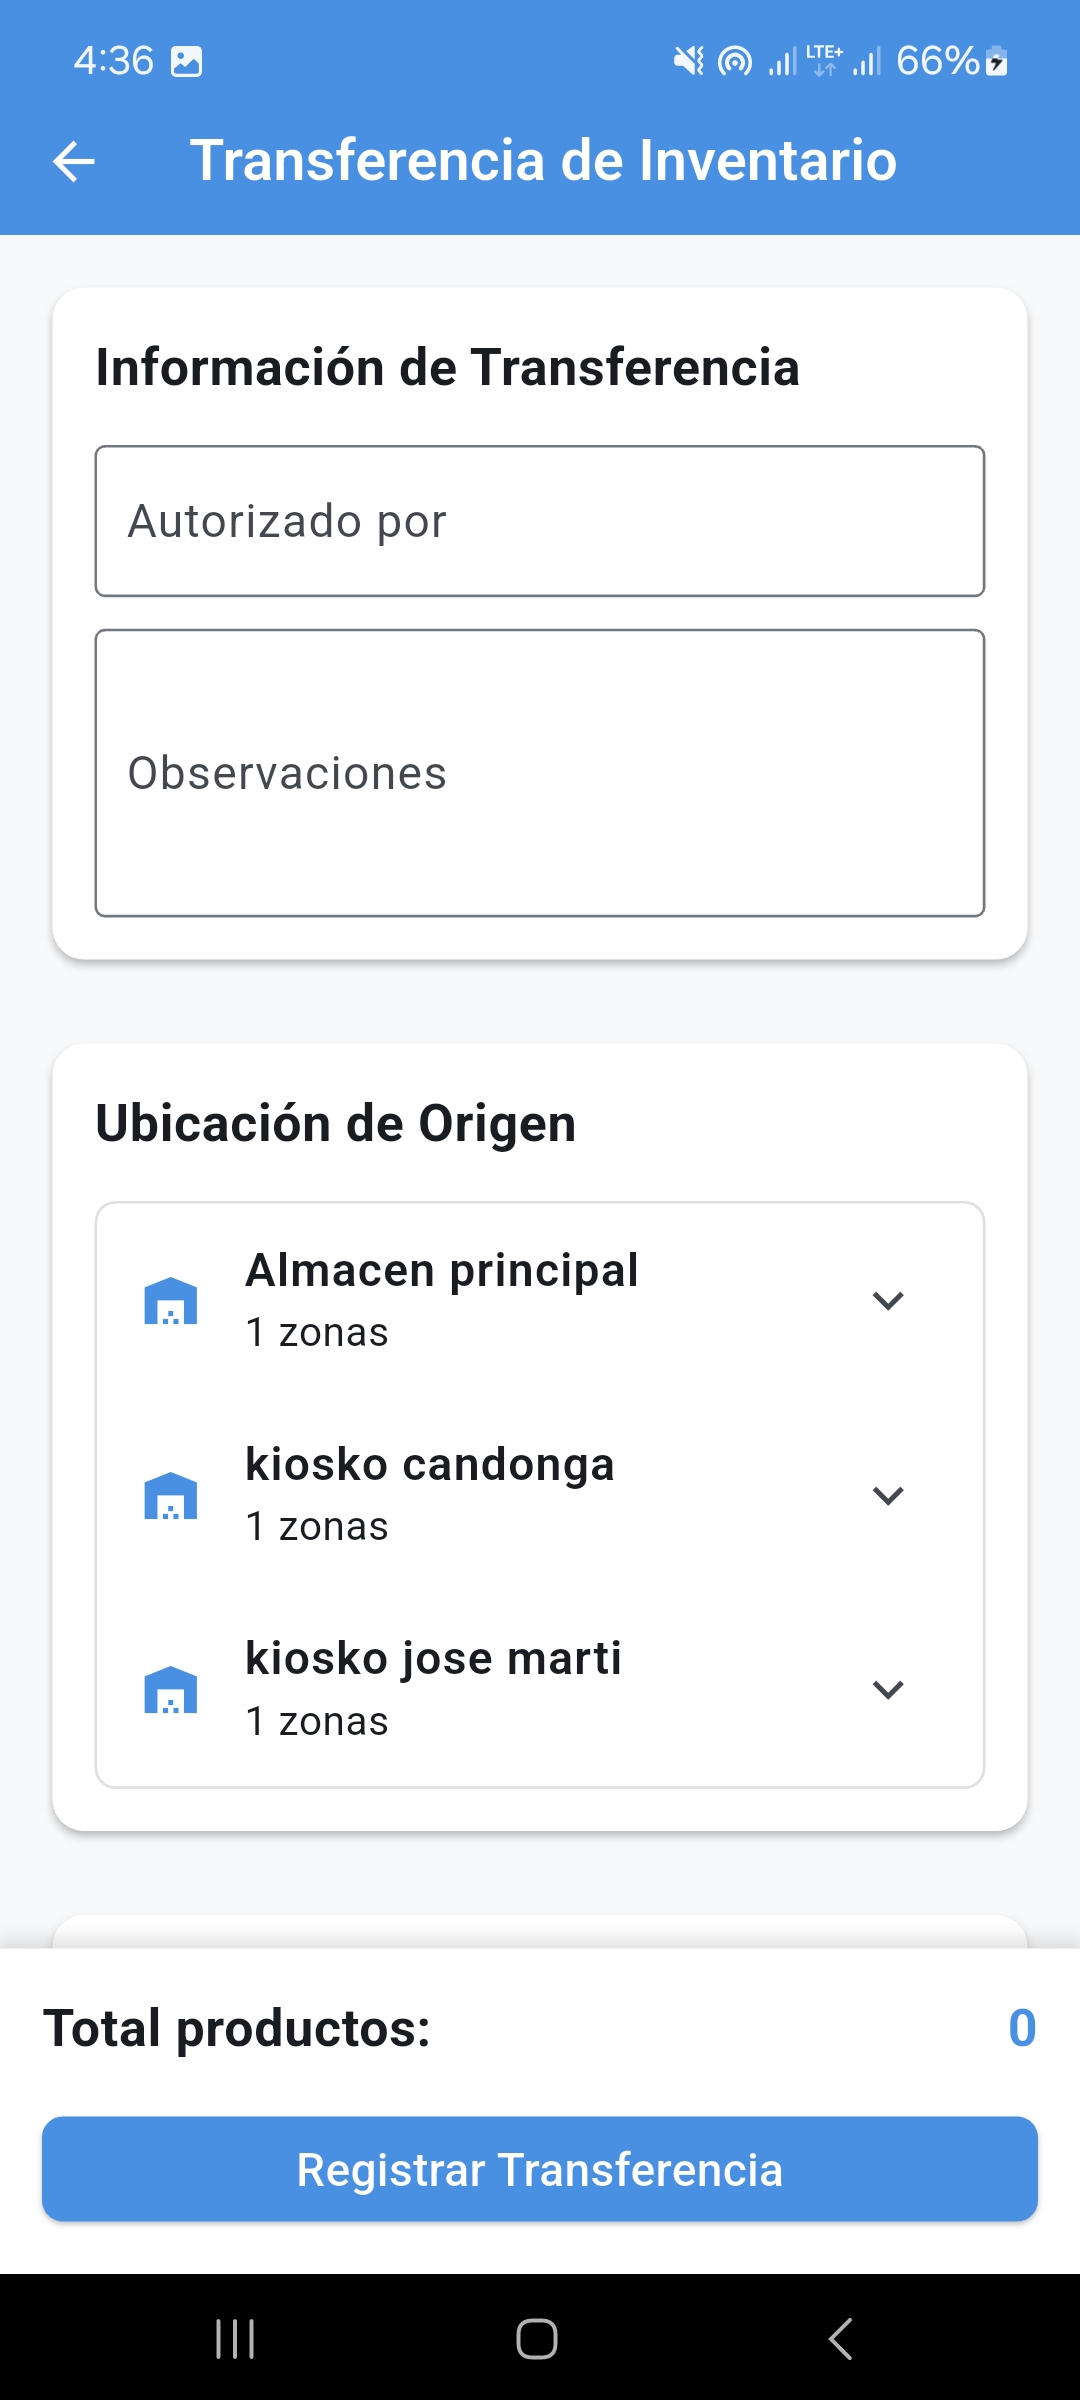 4:36 LTE+ 66%
Transferencia de Inventario
Información de Transferencia
Autorizado por
Observaciones
Ubicación de Origen
Almacen principal
1 zonas
kiosko candonga
1 zonas
kiosko jose marti
1 zonas
Total productos: 0
Registrar Transferencia